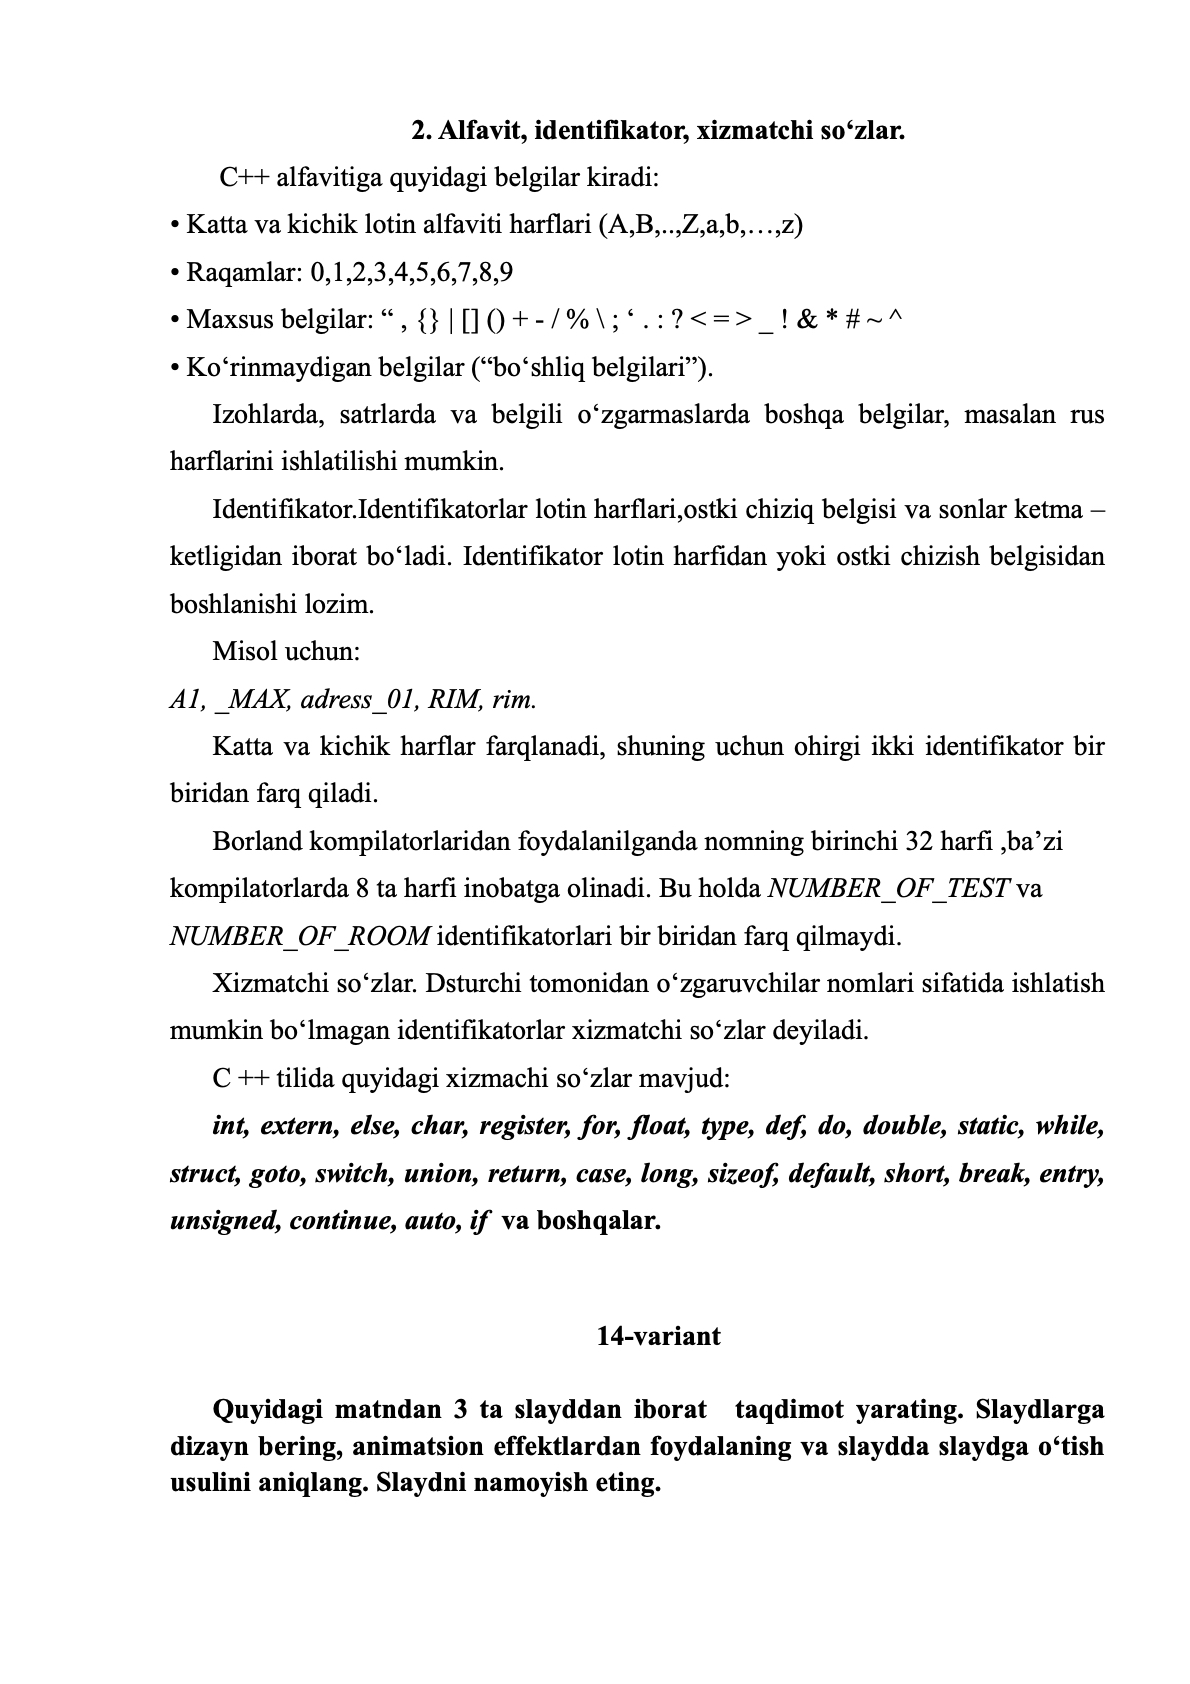 2. Alfavit, identifikator, xizmatchi so‘zlar.
C++ alfavitiga quyidagi belgilar kiradi:
• Katta va kichik lotin alfaviti harflari (A,B,..,Z,a,b,…,z)
• Raqamlar: 0,1,2,3,4,5,6,7,8,9
• Maxsus belgilar: “ , {} | [] () + - / % \ ; ‘ . : ? < = > _ ! & * # ~ ^
• Ko‘rinmaydigan belgilar (“bo‘shliq belgilari”).
Izohlarda, satrlarda va belgili o‘zgarmaslarda boshqa belgilar, masalan rus
harflarini ishlatilishi mumkin.
Identifikator.Identifikatorlar lotin harflari,ostki chiziq belgisi va sonlar ketma –
ketligidan iborat bo‘ladi. Identifikator lotin harfidan yoki ostki chizish belgisidan
boshlanishi lozim.
Misol uchun:
A1, _MAX, adress_01, RIM, rim.
Katta va kichik harflar farqlanadi, shuning uchun ohirgi ikki identifikator bir
biridan farq qiladi.
Borland kompilatorlaridan foydalanilganda nomning birinchi 32 harfi ,ba’zi
kompilatorlarda 8 ta harfi inobatga olinadi. Bu holda NUMBER_OF_TEST va
NUMBER_OF_ROOM identifikatorlari bir biridan farq qilmaydi.
Xizmatchi so‘zlar. Dsturchi tomonidan o‘zgaruvchilar nomlari sifatida ishlatish
mumkin bo‘lmagan identifikatorlar xizmatchi so‘zlar deyiladi.
C ++ tilida quyidagi xizmachi so‘zlar mavjud:
int, extern, else, char, register, for, float, type, def, do, double, static, while,
struct, goto, switch, union, return, case, long, sizeof, default, short, break, entry,
unsigned, continue, auto, if va boshqalar.
14-variant
Quyidagi matndan 3 ta slayddan iborat taqdimot yarating. Slaydlarga
dizayn bering, animatsion effektlardan foydalaning va slaydda slaydga o‘tish
usulini aniqlang. Slaydni namoyish eting.